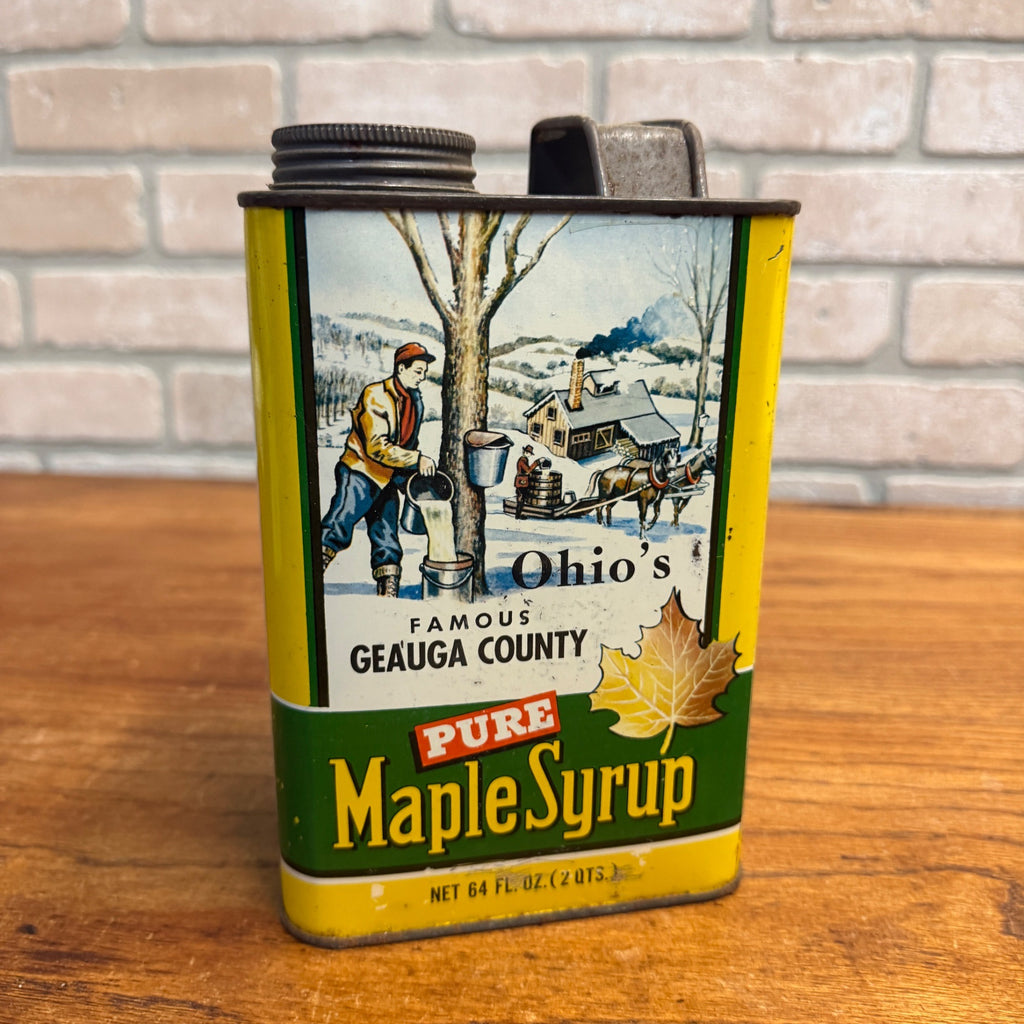 Ohio's
FAMOUS
GEAUGA COUNTY
PURE
Maple Syrup
NET 64 FL. OZ. (2 QTS.)